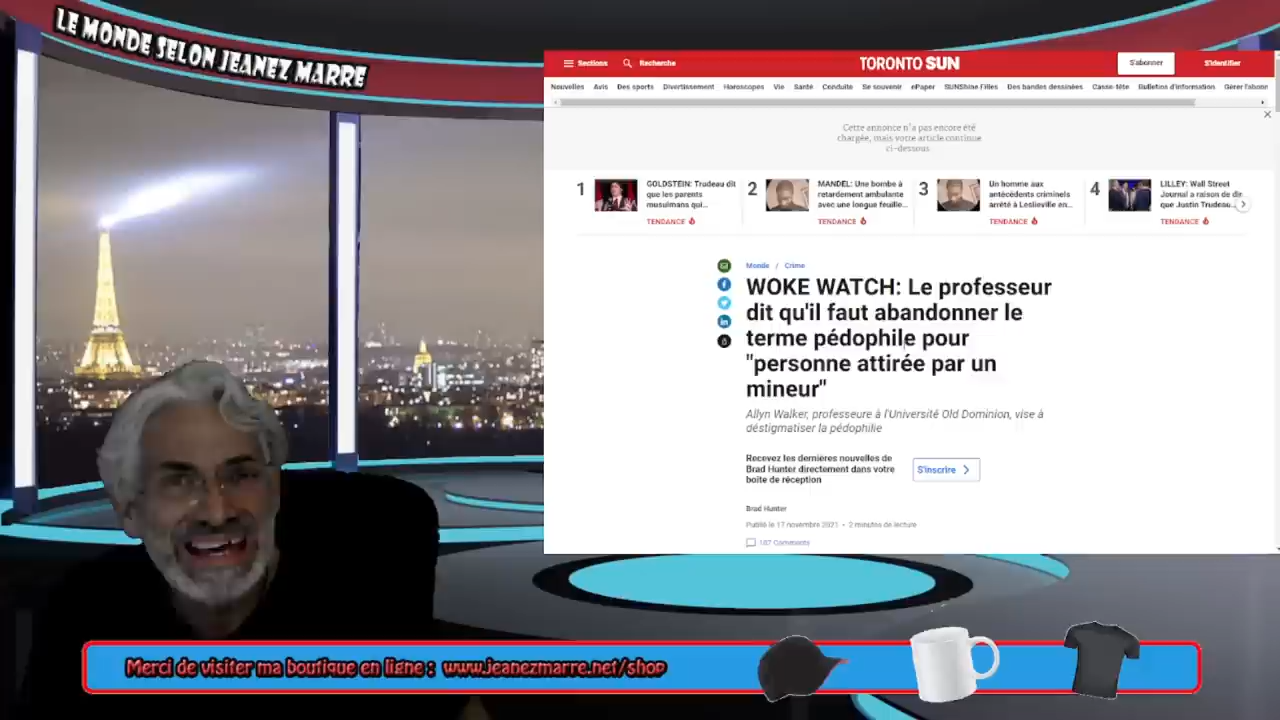 LE MONDE SELON JEANEZ MARRE
Sections
Recherche
TORONTO SUN
S'abonner
S'identifier
Nouvelles Avis Des sports Divertissement Horoscopes Vie Santé Conduite Se souvenir ePaper SUNShine Filles Des bandes dessinées Casse-tête Bulletins d'information Gérer l'abonn
Cette annonce n'a pas encore été
chargée, mais votre article continue
ci-dessous.
1
GOLDSTEIN: Trudeau dit
que les parents
musulmans qui...
TENDANCE
2
MANDEL: Une bombe à
retardement ambulante
avec une longue feuille...
TENDANCE
3
Un homme aux
antécédents criminels
arrêté à Leslieville en...
TENDANCE
4
LILLEY: Wall Street
Journal a raison de dir
que Justin Trudeau...
TENDANCE
Monde / Crime
WOKE WATCH: Le professeur
dit qu'il faut abandonner le
terme pédophile pour
"personne attirée par un
mineur"
Allyn Walker, professeure à l'Université Old Dominion, vise à
déstigmatiser la pédophilie
Recevez les dernières nouvelles de
Brad Hunter directement dans votre
boîte de réception
S'inscrire
Brad Hunter
Publié le 17 novembre 2021 • 2 minutes de lecture
187 Comments
Merci de visiter ma boutique en ligne : www.jeanezmarre.net/shop